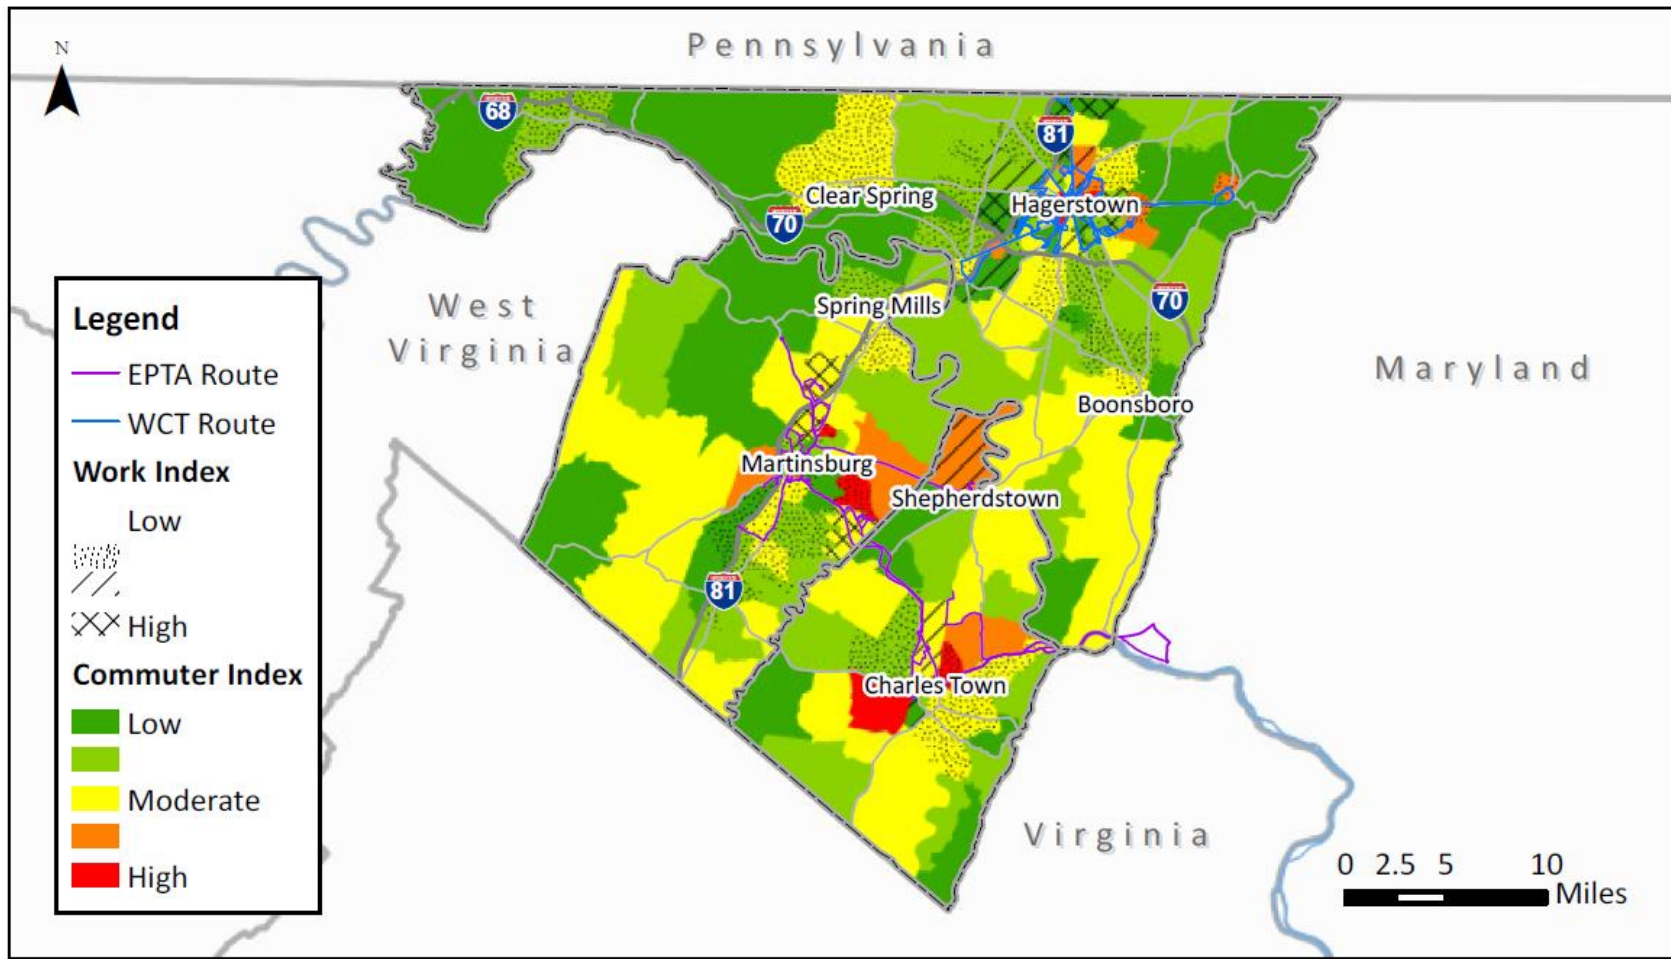 Pennsylvania
N
68
81
Clear Spring
Hagerstown
70
Spring Mills
70
West
Virginia
Maryland
Boonsboro
Martinsburg
Shepherdstown
81
Charles Town
Virginia
Legend
EPTA Route
WCT Route
Work Index
Low
High
Commuter Index
Low
Moderate
High
0 2.5 5 10
Miles